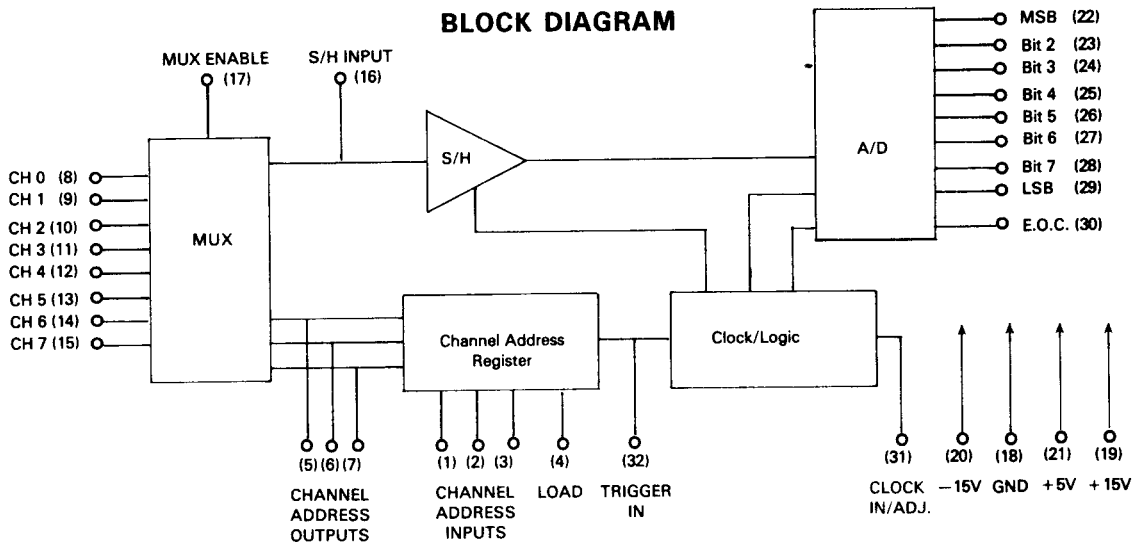 BLOCK DIAGRAM
MUX ENABLE
(17)
S/H INPUT
(16)
MSB (22)
Bit 2 (23)
Bit 3 (24)
Bit 4 (25)
Bit 5 (26)
Bit 6 (27)
Bit 7 (28)
LSB (29)
E.O.C. (30)
A/D
S/H
CH 0 (8)
CH 1 (9)
CH 2 (10)
CH 3 (11)
CH 4 (12)
CH 5 (13)
CH 6 (14)
CH 7 (15)
MUX
Channel Address
Register
Clock/Logic
(5) (6) (7)
CHANNEL
ADDRESS
OUTPUTS
(1) (2) (3)
CHANNEL
ADDRESS
INPUTS
(4)
LOAD
(32)
TRIGGER
IN
(31)
CLOCK
IN/ADJ.
(20)
−15V
(18)
GND
(21)
+5V
(19)
+15V